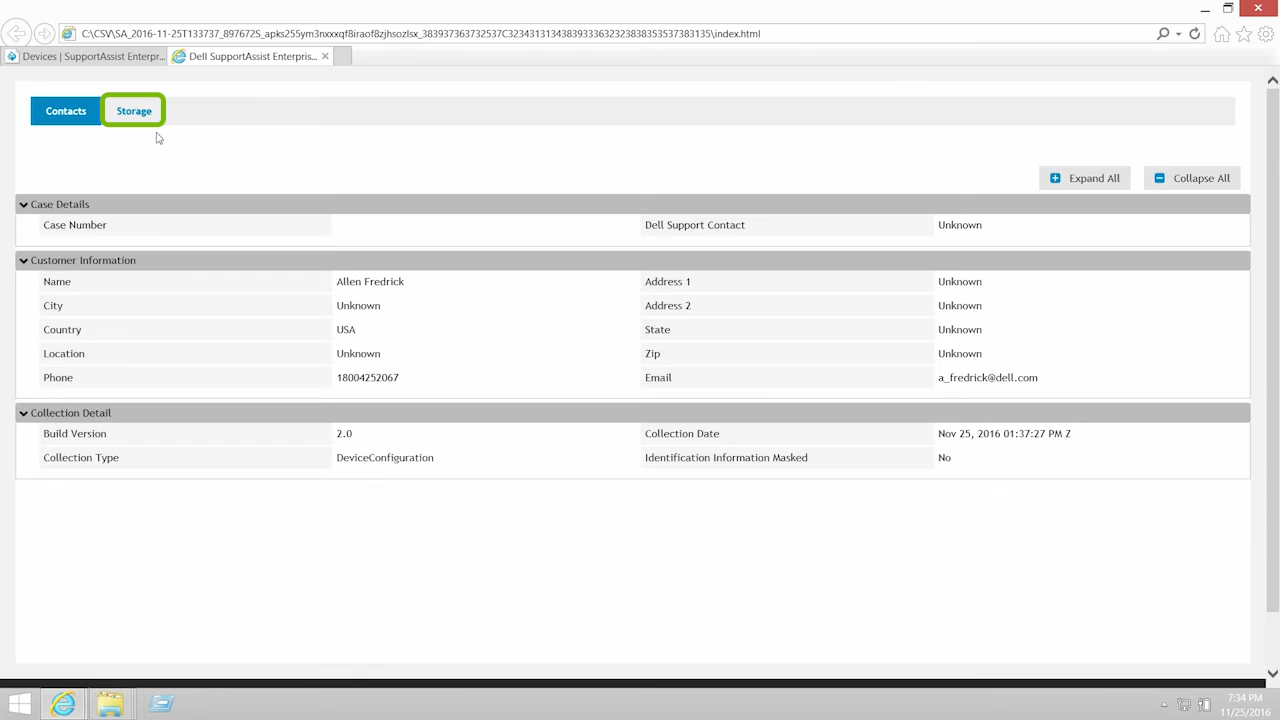 C:\CSV\SA_2016-11-25T133737_897672S_apks255ym3nxxxqf8iraof8zjhsozlsx_383937363732537C323431313438393336323238383535373831​35\index.html
Devices | SupportAssist Enterpr...
Dell SupportAssist Enterpris...
Contacts
Storage
Expand All
Collapse All
Case Details
Case Number
Dell Support Contact Unknown
Customer Information
Name Allen Fredrick Address 1 Unknown
City Unknown Address 2 Unknown
Country USA State Unknown
Location Unknown Zip Unknown
Phone 18004252067 Email a_fredrick@dell.com
Collection Detail
Build Version 2.0 Collection Date Nov 25, 2016 01:37:27 PM Z
Collection Type DeviceConfiguration Identification Information Masked No
7:34 PM
11/25/2016